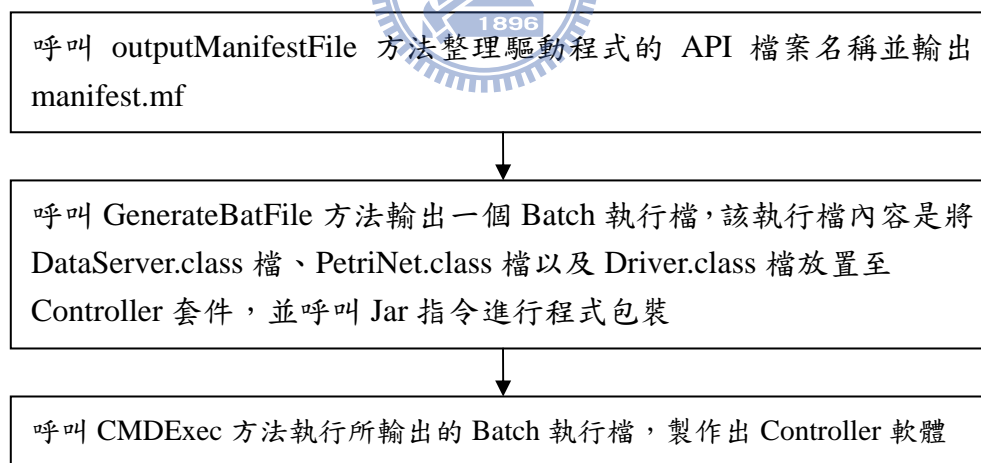 1896
呼叫 outputManifestFile 方法整理驅動程式的 API 檔案名稱並輸出
manifest.mf
呼叫 GenerateBatFile 方法輸出一個 Batch 執行檔，該執行檔內容是將
DataServer.class 檔、PetriNet.class 檔以及 Driver.class 檔放置至
Controller 套件，並呼叫 Jar 指令進行程式包裝
呼叫 CMDExec 方法執行所輸出的 Batch 執行檔，製作出 Controller 軟體